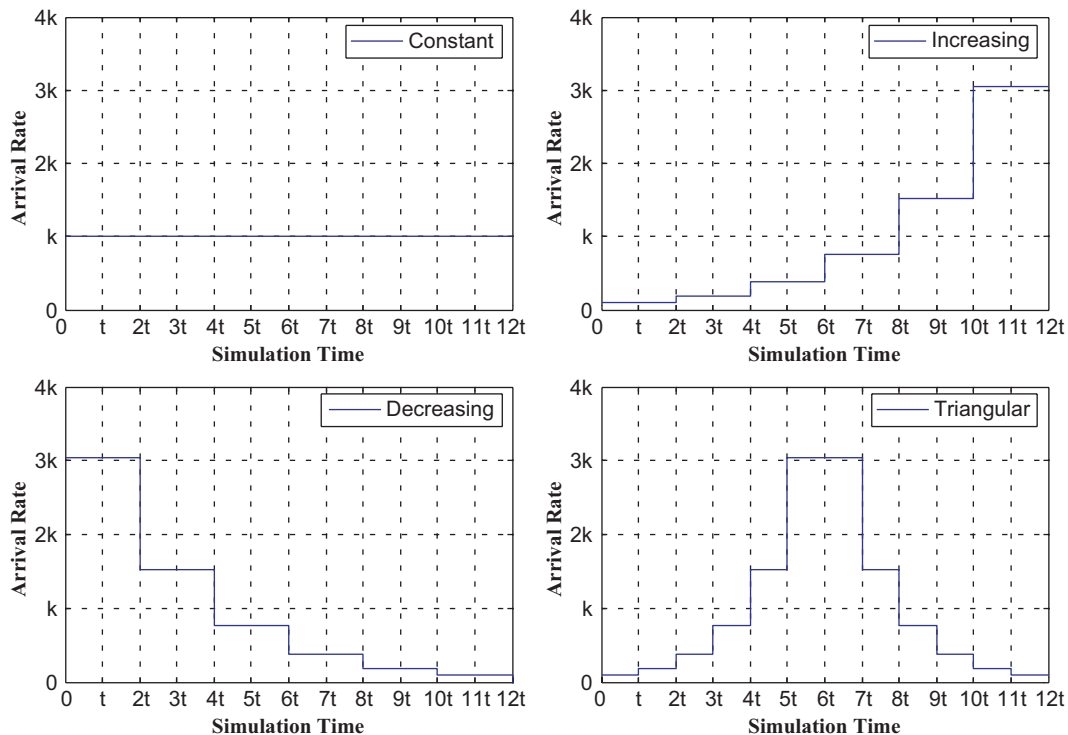 4k
Constant
3k
Arrival Rate
2k
k
0
0 t 2t 3t 4t 5t 6t 7t 8t 9t 10t 11t 12t
Simulation Time
4k
Increasing
3k
Arrival Rate
2k
k
0
0 t 2t 3t 4t 5t 6t 7t 8t 9t 10t 11t 12t
Simulation Time
4k
Decreasing
3k
Arrival Rate
2k
k
0
0 t 2t 3t 4t 5t 6t 7t 8t 9t 10t 11t 12t
Simulation Time
4k
Triangular
3k
Arrival Rate
2k
k
0
0 t 2t 3t 4t 5t 6t 7t 8t 9t 10t 11t 12t
Simulation Time